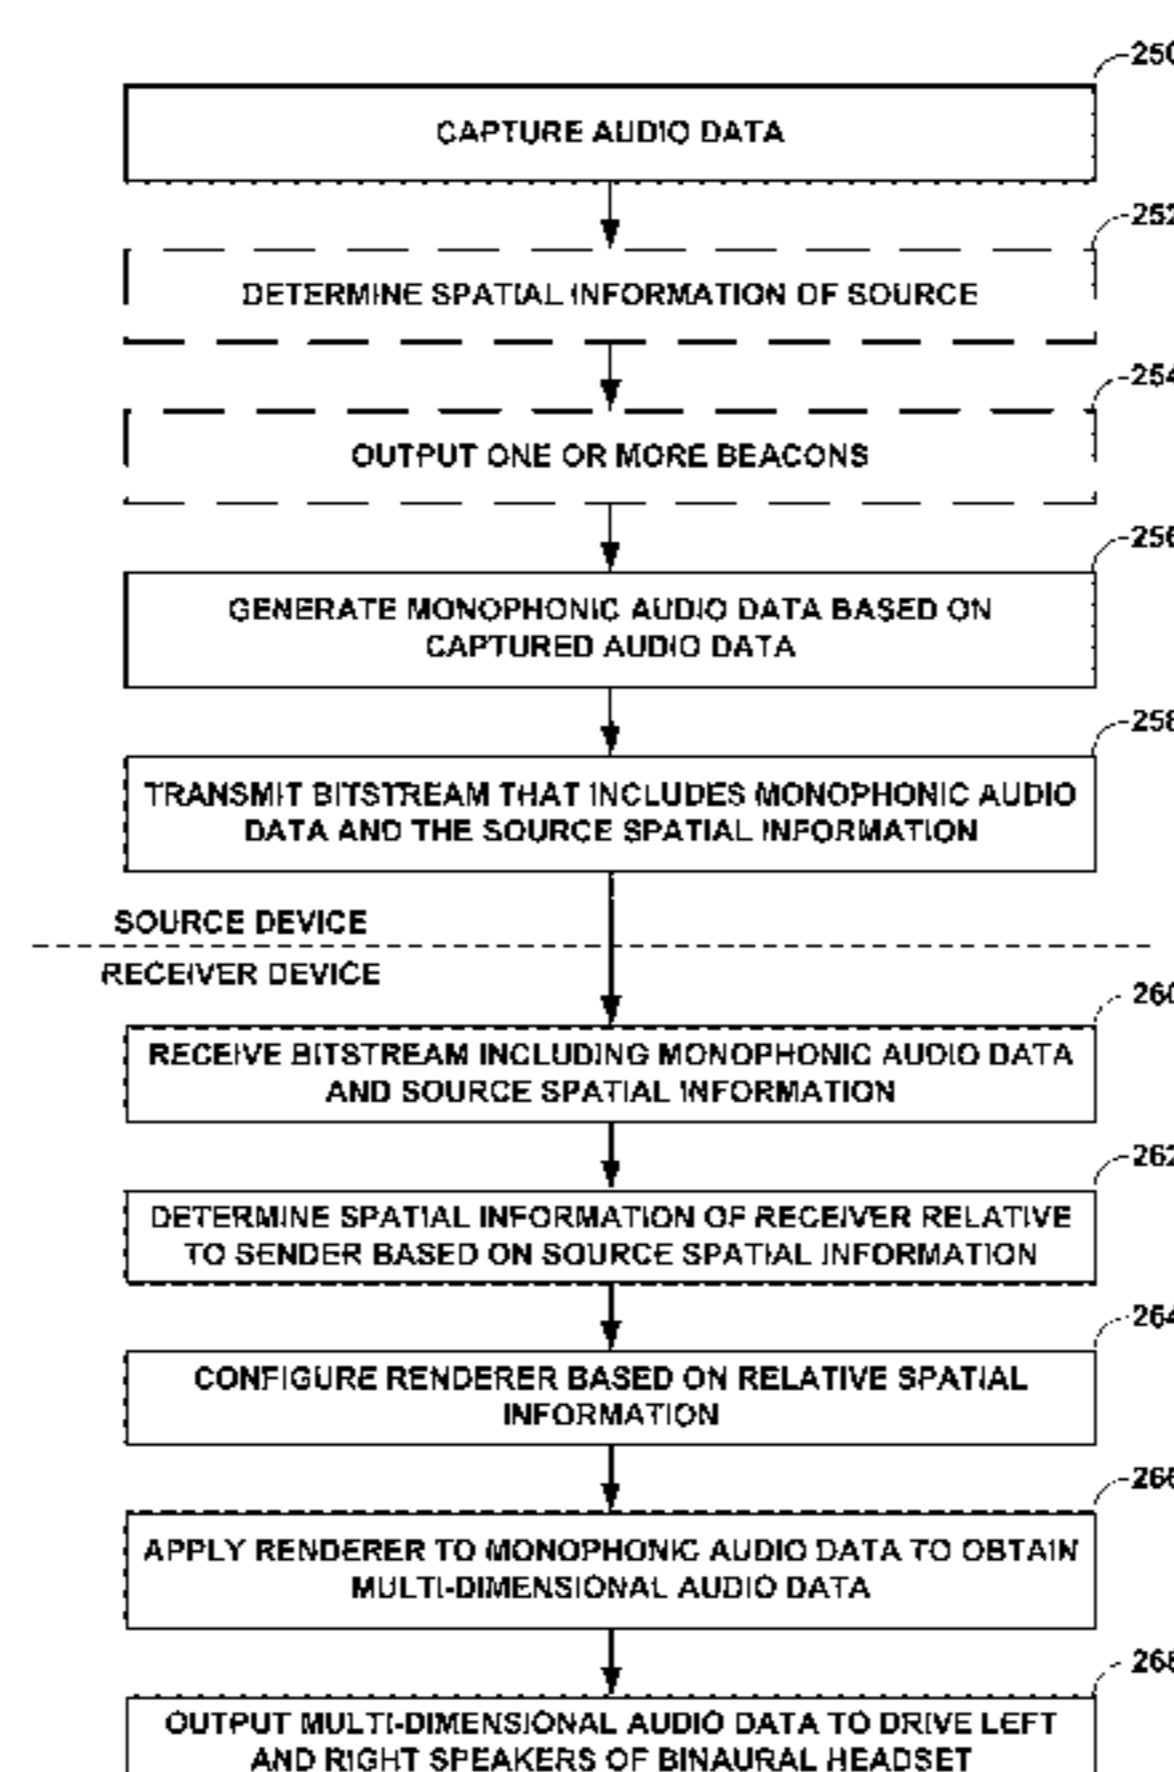 250
CAPTURE AUDIO DATA
252
DETERMINE SPATIAL INFORMATION OF SOURCE
254
OUTPUT ONE OR MORE BEACONS
256
GENERATE MONOPHONIC AUDIO DATA BASED ON
CAPTURED AUDIO DATA
258
TRANSMIT BITSTREAM THAT INCLUDES MONOPHONIC AUDIO
DATA AND THE SOURCE SPATIAL INFORMATION
SOURCE DEVICE
RECEIVER DEVICE
260
RECEIVE BITSTREAM INCLUDING MONOPHONIC AUDIO DATA
AND SOURCE SPATIAL INFORMATION
262
DETERMINE SPATIAL INFORMATION OF RECEIVER RELATIVE
TO SENDER BASED ON SOURCE SPATIAL INFORMATION
264
CONFIGURE RENDERER BASED ON RELATIVE SPATIAL
INFORMATION
266
APPLY RENDERER TO MONOPHONIC AUDIO DATA TO OBTAIN
MULTI-DIMENSIONAL AUDIO DATA
268
OUTPUT MULTI-DIMENSIONAL AUDIO DATA TO DRIVE LEFT
AND RIGHT SPEAKERS OF BINAURAL HEADSET